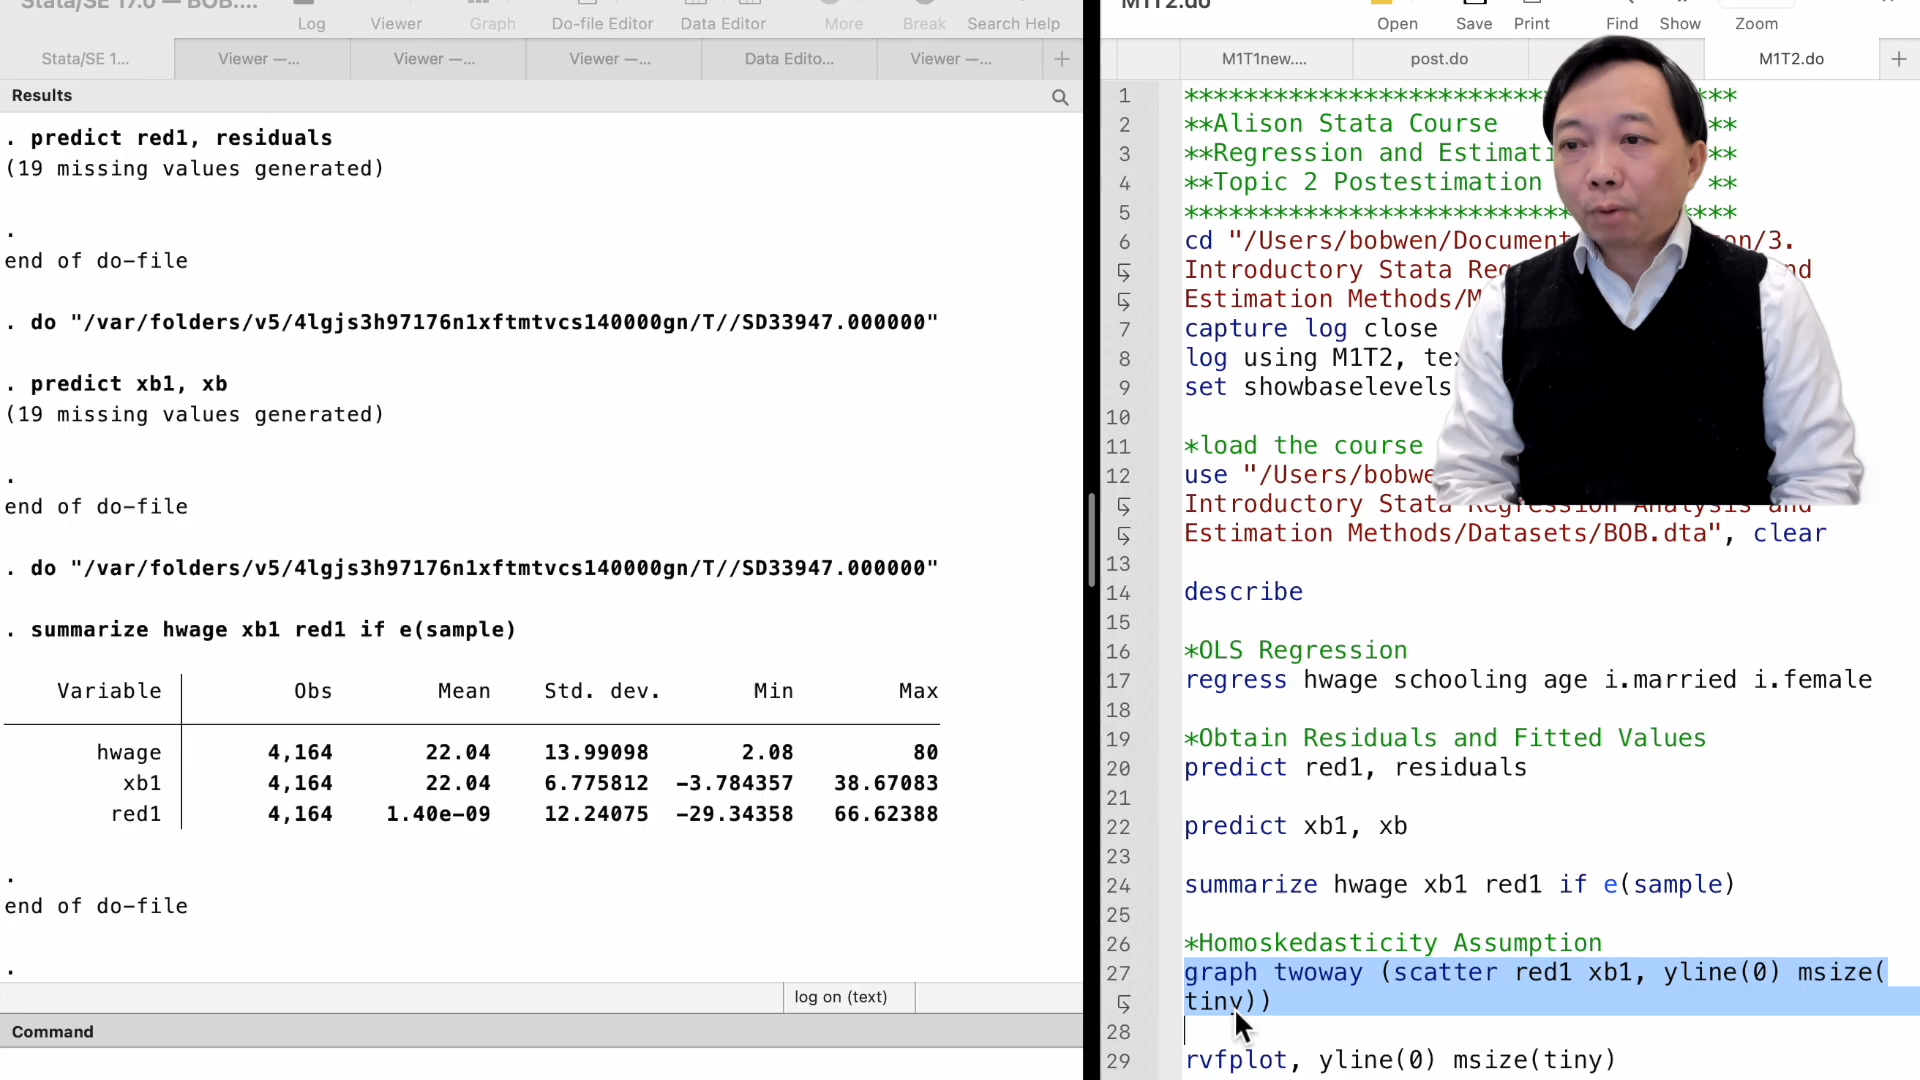 Stata/SE 17.0 — BOB....
Log Viewer Graph Do-file Editor Data Editor More Break Search Help
Stata/SE 1... Viewer —... Viewer —... Viewer —... Data Edito... Viewer —... +
Results
. predict red1, residuals
(19 missing values generated)
.
end of do-file
. do "/var/folders/v5/4lgjs3h97176n1xftmtvcs140000gn/T//SD33947.000000"
. predict xb1, xb
(19 missing values generated)
.
end of do-file
. do "/var/folders/v5/4lgjs3h97176n1xftmtvcs140000gn/T//SD33947.000000"
. summarize hwage xb1 red1 if e(sample)
Variable Obs Mean Std. dev. Min Max
hwage 4,164 22.04 13.99098 2.08 80
xb1 4,164 22.04 6.775812 -3.784357 38.67083
red1 4,164 1.40e-09 12.24075 -29.34358 66.62388
.
end of do-file
.
log on (text)
Command
M1T2.do
Open Save Print Find Show Zoom
M1T1new.... post.do M1T2.do +
1 ************************* ***
2 **Alison Stata Course **
3 **Regression and Estimati **
4 **Topic 2 Postestimation **
5 ************************** ****
6 cd "/Users/bobwen/Document on/3.
Introductory Stata Reg nd
Estimation Methods/M
7 capture log close
8 log using M1T2, tex
9 set showbaselevels
10
11 *load the course
12 use "/Users/bobwe
Introductory Stata Regression Analysis and
Estimation Methods/Datasets/BOB.dta", clear
13
14 describe
15
16 *OLS Regression
17 regress hwage schooling age i.married i.female
18
19 *Obtain Residuals and Fitted Values
20 predict red1, residuals
21
22 predict xb1, xb
23
24 summarize hwage xb1 red1 if e(sample)
25
26 *Homoskedasticity Assumption
27 graph twoway (scatter red1 xb1, yline(0) msize(
tiny))
28
29 rvfplot, yline(0) msize(tiny)